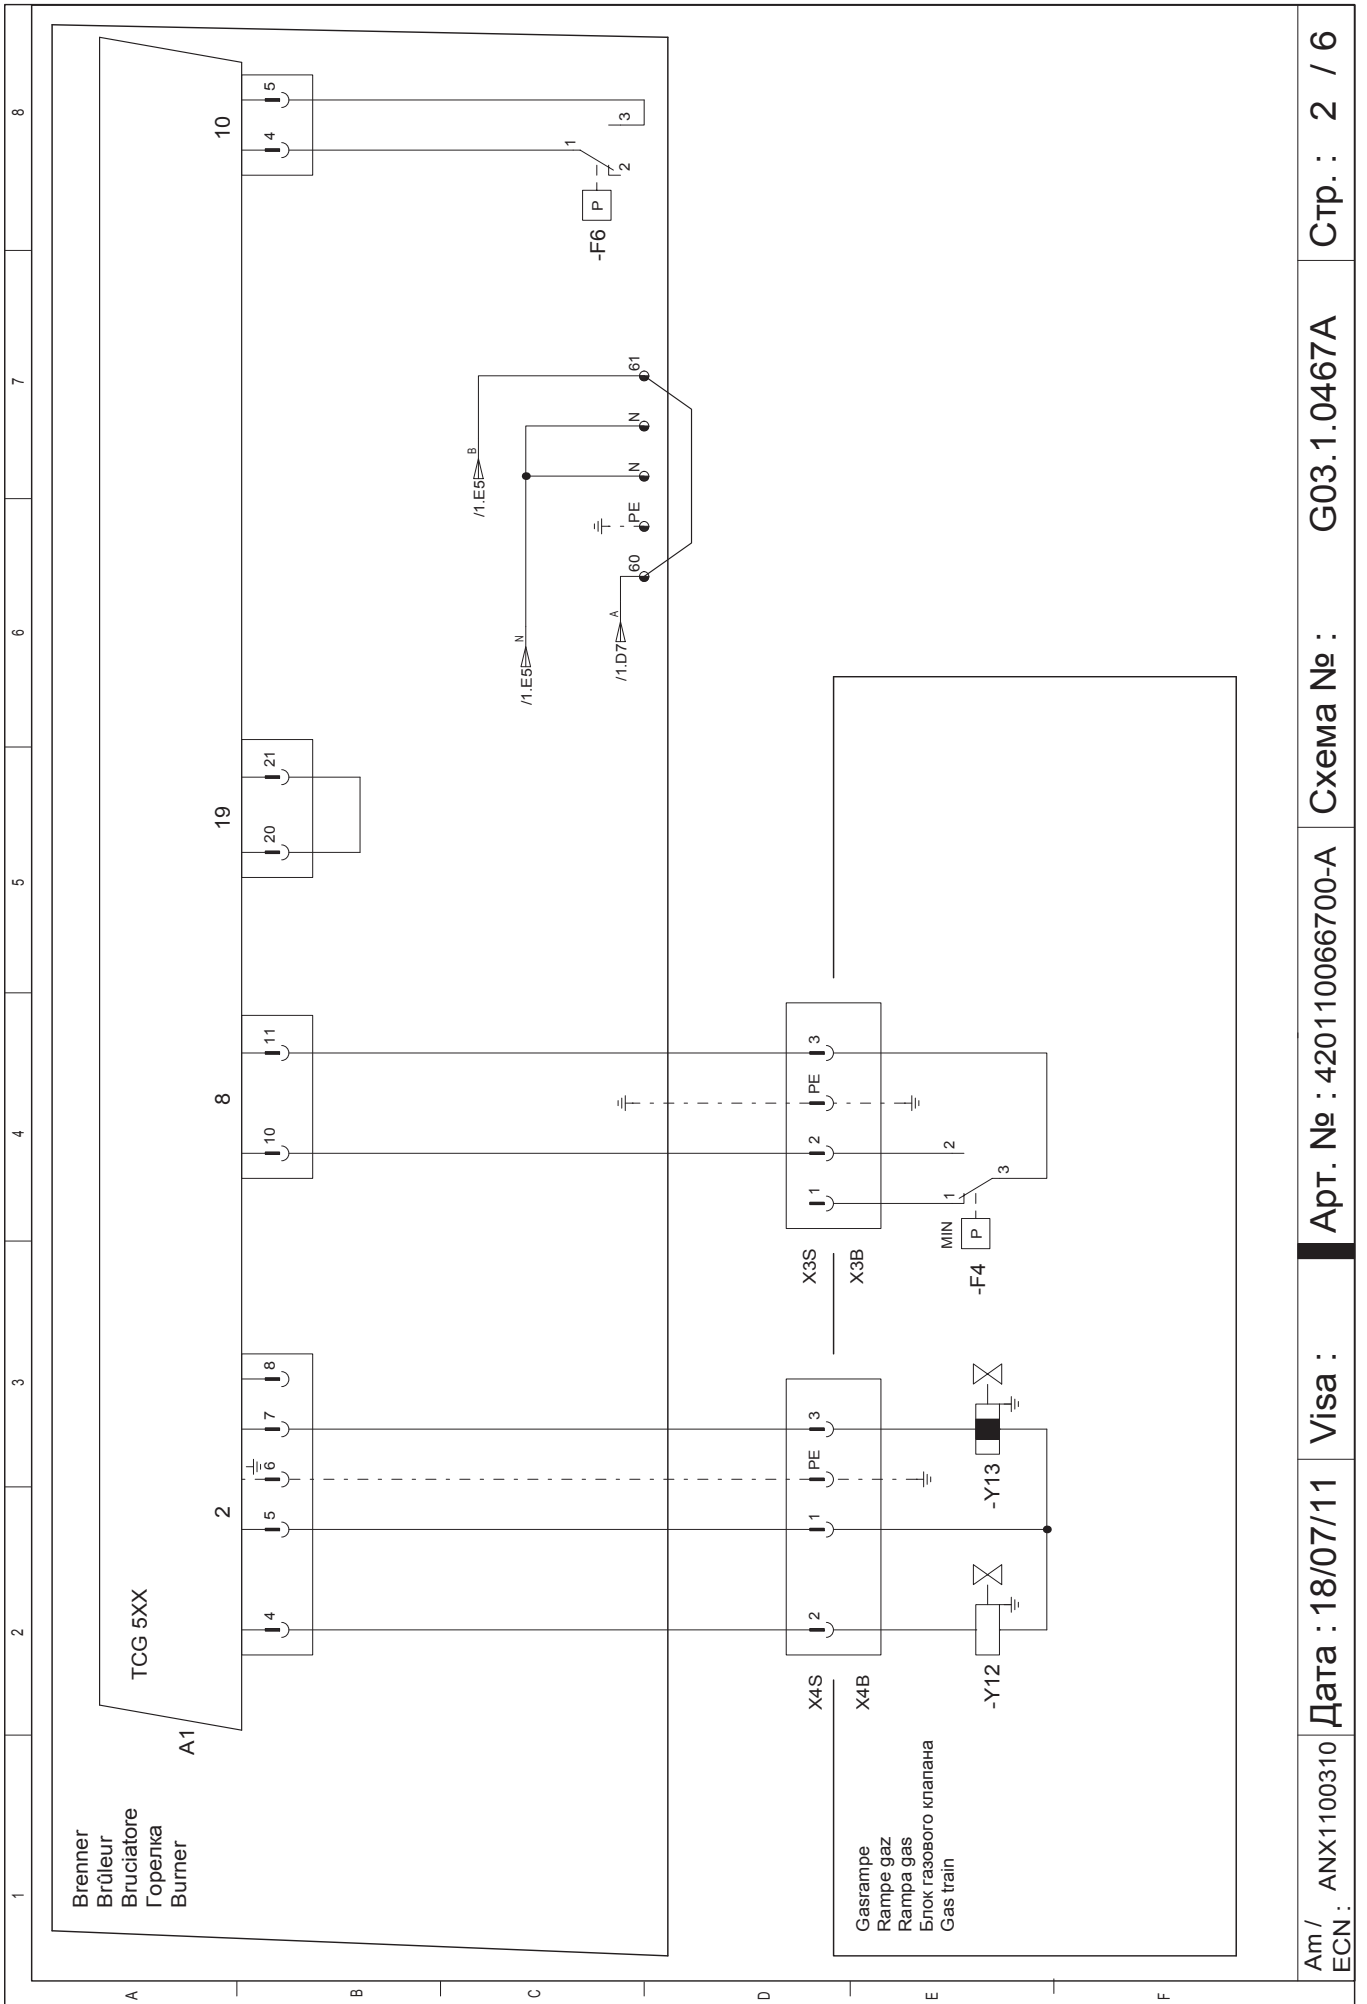 1 2 3 4 5 6 7 8
A
B
C
D
E
F
Brenner
Brûleur
Bruciatore
Горелка
Burner
A1
TCG 5XX
2 8 19 10
4 5 6 7 8
10 11
20 21
4 5
/1.E5 N
/1.E5 B
/1.D7 A
60 PE N N 61
-F6
P
1
2
3
X4S
X4B
2 1 PE 3
X3S
X3B
1 2 PE 3
Gasrampe
Rampe gaz
Rampa gas
Блок газового клапана
Gas train
-Y12
-Y13
MIN
P
-F4
1
2
3
Am /
ECN : ANX1100310
Дата : 18/07/11
Visa :
Арт. № : 420110066700-A
Схема № : G03.1.0467A
Стр. : 2 / 6